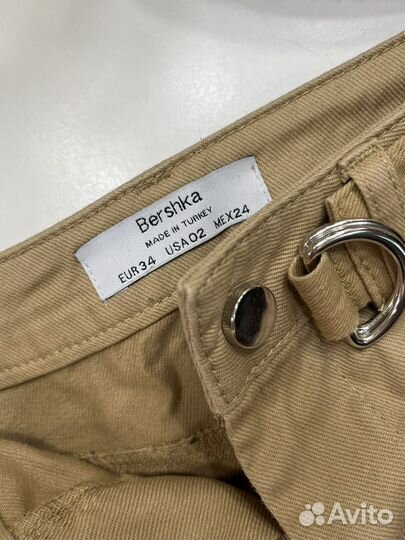 Bershka
MADE IN TURKEY
EUR34 USA02 MEX24
Avito